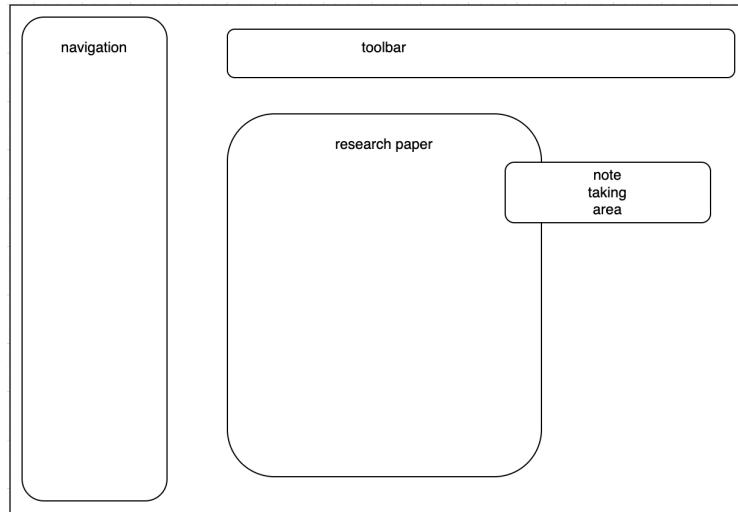 navigation
toolbar
research paper
note
taking
area